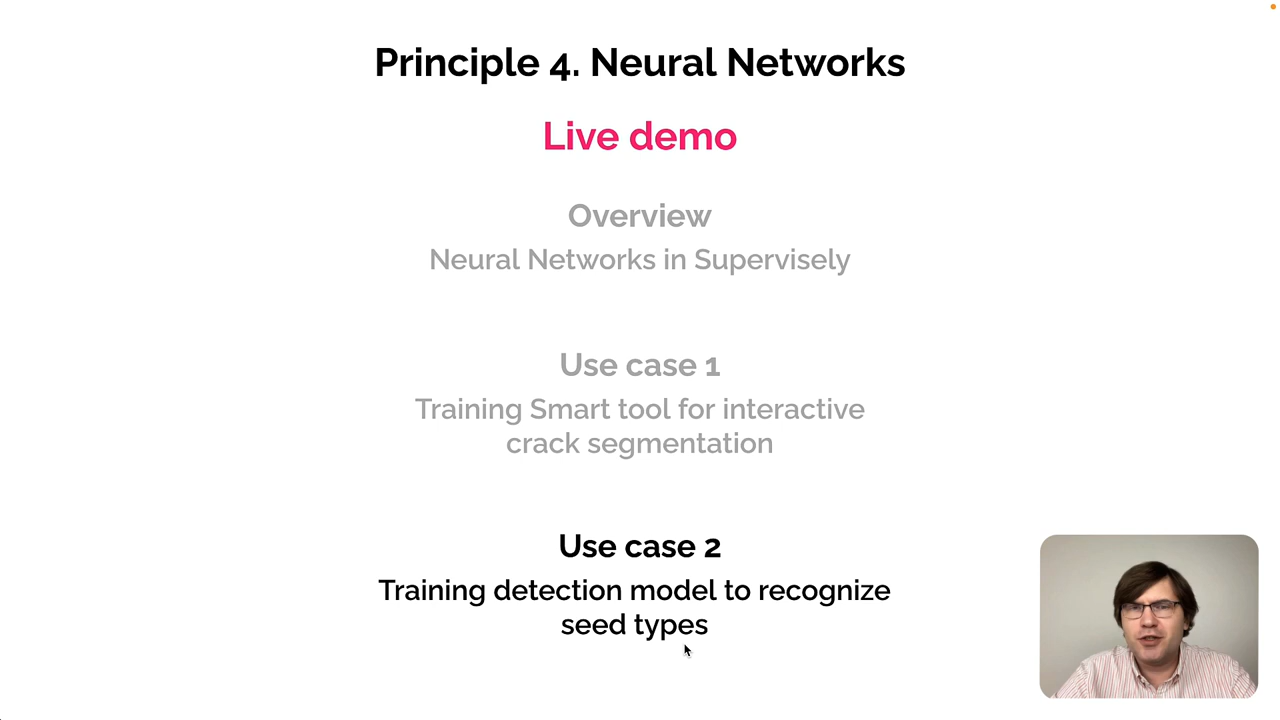 Principle 4. Neural Networks
Live demo
Overview
Neural Networks in Supervisely
Use case 1
Training Smart tool for interactive
crack segmentation
Use case 2
Training detection model to recognize
seed types